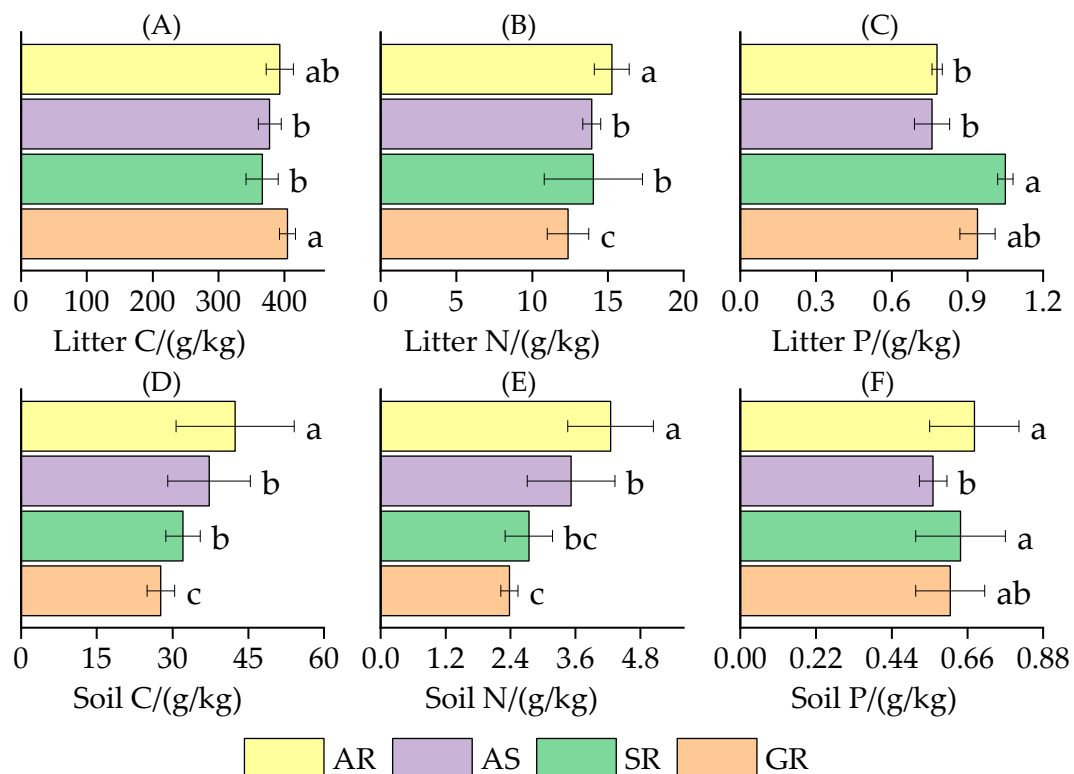 (A) (B) (C)
ab a b
b b b
b b a
a c ab
0 100 200 300 400 0 5 10 15 20 0.0 0.3 0.6 0.9 1.2
Litter C/(g/kg) Litter N/(g/kg) Litter P/(g/kg)
(D) (E) (F)
a a a
b b b
b bc a
c c ab
0 15 30 45 60 0.0 1.2 2.4 3.6 4.8 0.00 0.22 0.44 0.66 0.88
Soil C/(g/kg) Soil N/(g/kg) Soil P/(g/kg)
AR AS SR GR